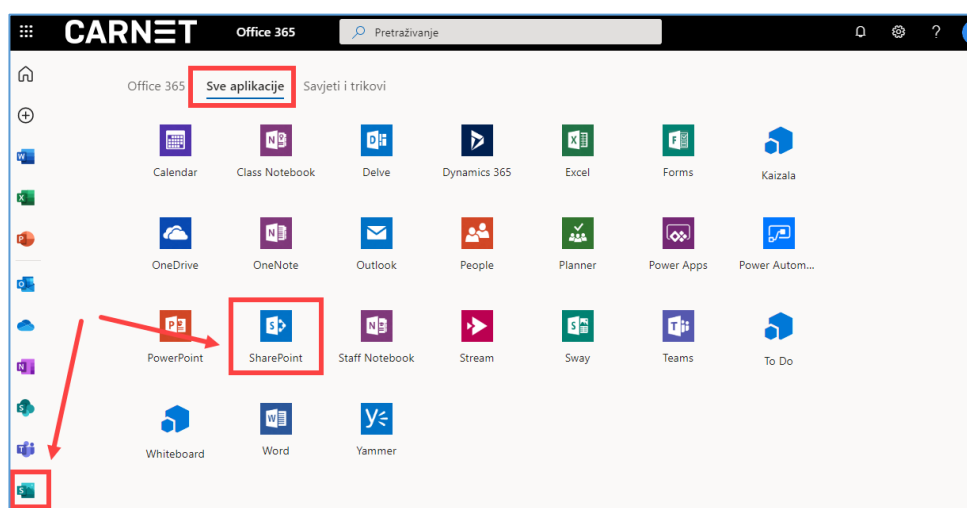 CARNET Office 365 Pretraživanje ?
Office 365 Sve aplikacije Savjeti i trikovi
Calendar Class Notebook Delve Dynamics 365 Excel Forms Kaizala
OneDrive OneNote Outlook People Planner Power Apps Power Autom...
PowerPoint SharePoint Staff Notebook Stream Sway Teams To Do
Whiteboard Word Yammer